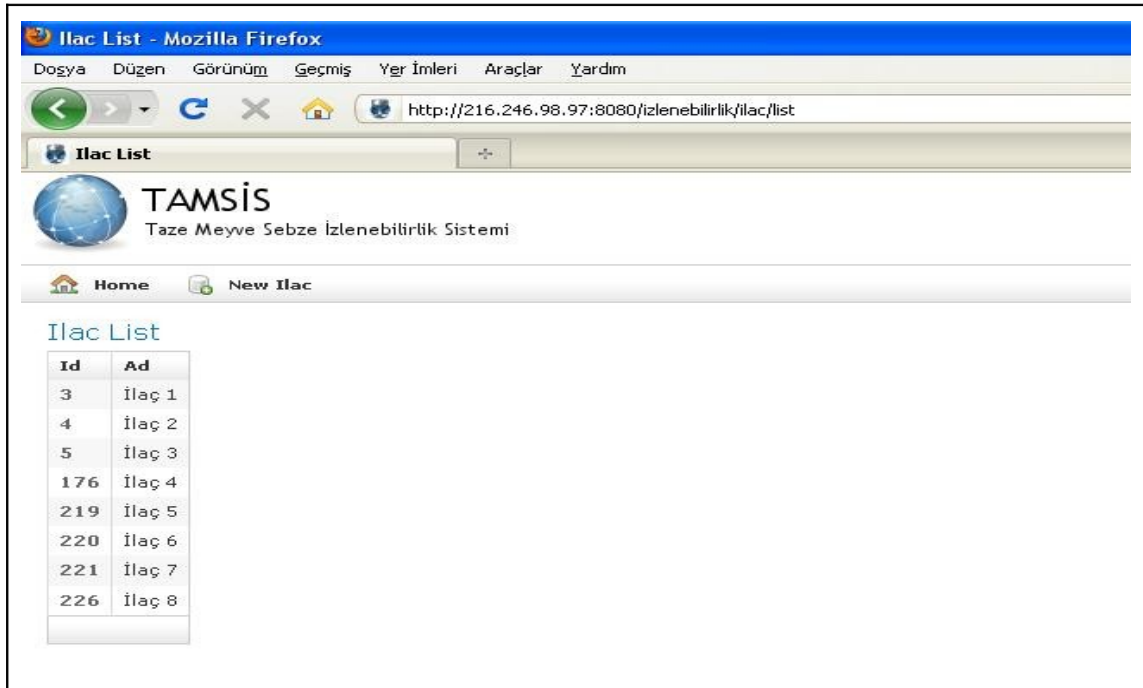 Ilac List - Mozilla Firefox
Dosya Düzen Görünüm Geçmiş Yer İmleri Araçlar Yardım
http://216.246.98.97:8080/izlenebilirlik/ilac/list
Ilac List
TAMSİS
Taze Meyve Sebze İzlenebilirlik Sistemi
Home New Ilac
Ilac List
Id Ad
3 İlaç 1
4 İlaç 2
5 İlaç 3
176 İlaç 4
219 İlaç 5
220 İlaç 6
221 İlaç 7
226 İlaç 8